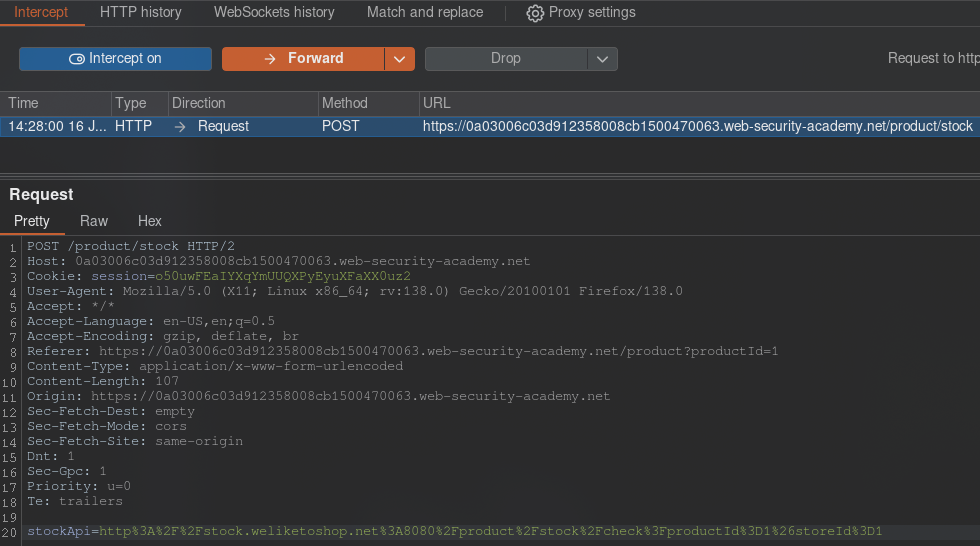 Intercept HTTP history WebSockets history Match and replace Proxy settings
Intercept on Forward Drop Request to http
Time Type Direction Method URL
14:28:00 16 J... HTTP Request POST https://0a03006c03d912358008cb1500470063.web-security-academy.net/product/stock
Request
Pretty Raw Hex
1 POST /product/stock HTTP/2
2 Host: 0a03006c03d912358008cb1500470063.web-security-academy.net
3 Cookie: session=o50uwFEaIYXqYmUUQXPyEyuXFaXX0uz2
4 User-Agent: Mozilla/5.0 (X11; Linux x86_64; rv:138.0) Gecko/20100101 Firefox/138.0
5 Accept: */*
6 Accept-Language: en-US,en;q=0.5
7 Accept-Encoding: gzip, deflate, br
8 Referer: https://0a03006c03d912358008cb1500470063.web-security-academy.net/product?productId=1
9 Content-Type: application/x-www-form-urlencoded
10 Content-Length: 107
11 Origin: https://0a03006c03d912358008cb1500470063.web-security-academy.net
12 Sec-Fetch-Dest: empty
13 Sec-Fetch-Mode: cors
14 Sec-Fetch-Site: same-origin
15 Dnt: 1
16 Sec-Gpc: 1
17 Priority: u=0
18 Te: trailers
19
20 stockApi=http%3A%2F%2Fstock.weliketoshop.net%3A8080%2Fproduct%2Fstock%2Fcheck%3FproductId%3D1%26storeId%3D1